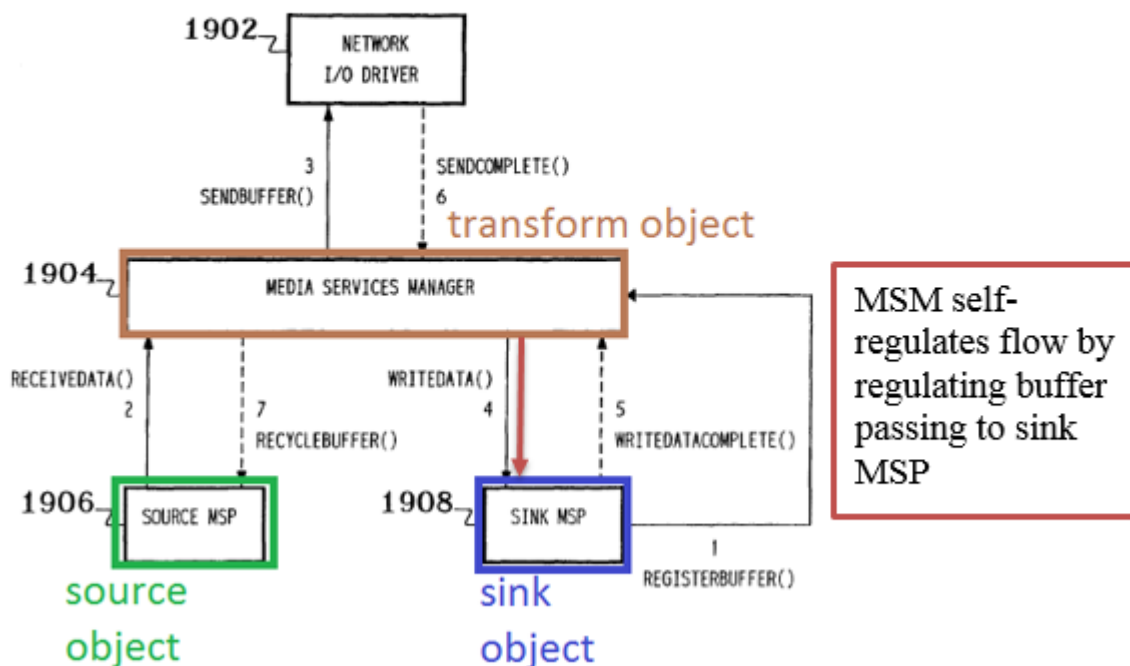 1902
NETWORK
I/O DRIVER
3
SENDBUFFER()
SENDCOMPLETE()
6
transform object
1904
MEDIA SERVICES MANAGER
MSM self-
regulates flow by
regulating buffer
passing to sink
MSP
RECEIVEDATA()
2
7
RECYCLEBUFFER()
WRITEDATA()
4
5
WRITEDATACOMPLETE()
1906
SOURCE MSP
1908
SINK MSP
1
REGISTERBUFFER()
source
object
sink
object